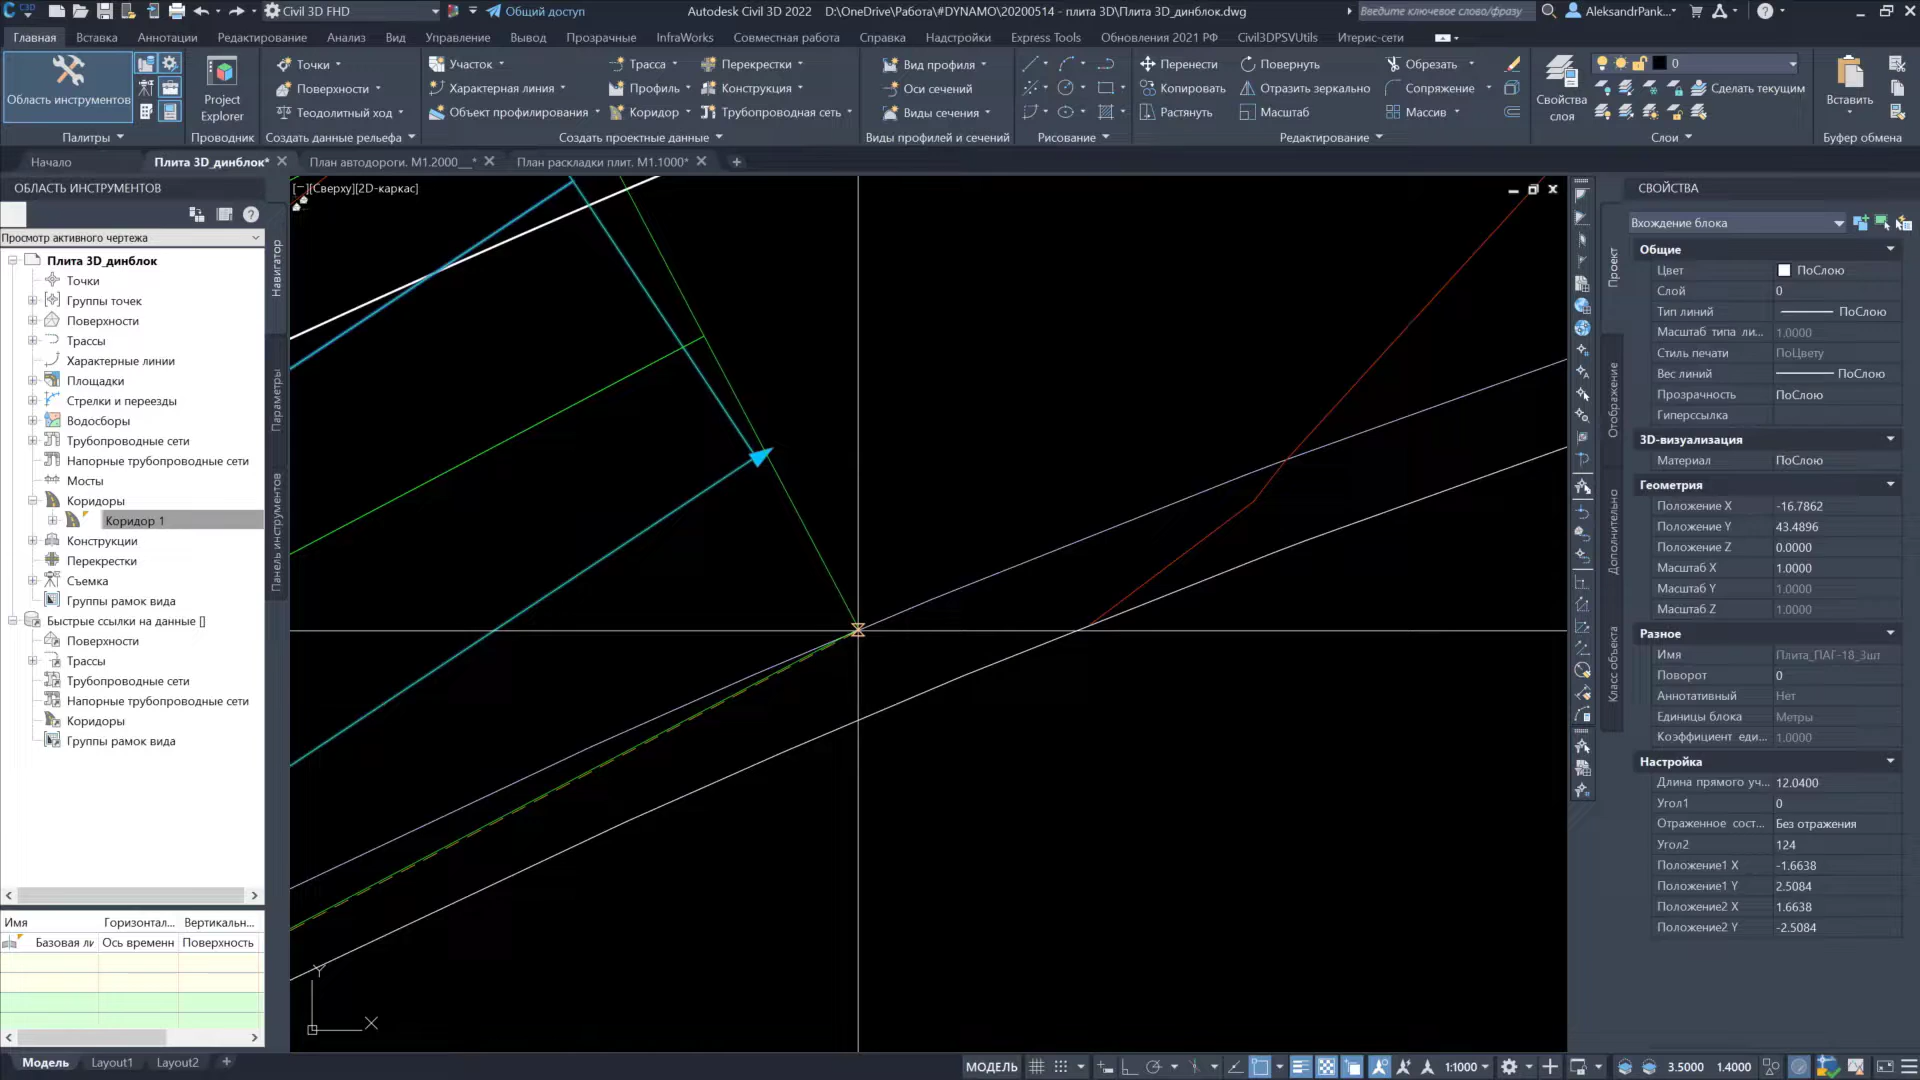 Civil 3D FHD
Общий доступ
Autodesk Civil 3D 2022 D:\OneDrive\Работа\#DYNAMO\20200514 - плита 3D\Плита 3D_динблок.dwg
Введите ключевое слово/фразу
AleksandrPank...
Главная
Вставка
Аннотации
Редактирование
Анализ
Вид
Управление
Вывод
Прозрачные
InfraWorks
Совместная работа
Справка
Надстройки
Express Tools
Обновления 2021 РФ
Civil3DPSVUtils
Итерис-сети
Область инструментов
Project Explorer
Точки
Участок
Трасса
Перекрестки
Вид профиля
Перенести
Повернуть
Обрезать
0
Свойства слоя
Вставить
Поверхности
Характерная линия
Профиль
Конструкция
Оси сечений
Копировать
Отразить зеркально
Сопряжение
Сделать текущим
Теодолитный ход
Объект профилирования
Коридор
Трубопроводная сеть
Виды сечения
Растянуть
Масштаб
Массив
Палитры
Проводник
Создать данные рельефа
Создать проектные данные
Виды профилей и сечений
Рисование
Редактирование
Слои
Буфер обмена
Начало
Плита 3D_динблок*
План автодороги. М1.2000__*
План раскладки плит. М1.1000*
ОБЛАСТЬ ИНСТРУМЕНТОВ
Просмотр активного чертежа
Плита 3D_динблок
Точки
Группы точек
Поверхности
Трассы
Характерные линии
Площадки
Стрелки и переезды
Водосборы
Трубопроводные сети
Напорные трубопроводные сети
Мосты
Коридоры
Коридор 1
Конструкции
Перекрестки
Съемка
Группы рамок вида
Быстрые ссылки на данные []
Поверхности
Трассы
Трубопроводные сети
Напорные трубопроводные сети
Коридоры
Группы рамок вида
Навигатор
Параметры
Панель инструментов
Имя
Горизонтал...
Вертикальн...
Базовая ли
Ось временн
Поверхность
[−][Сверху][2D-каркас]
Y
X
СВОЙСТВА
Проект
Отображение
Дополнительно
Класс объекта
Вхождение блока
Общие
Цвет ПоСлою
Слой 0
Тип линий ПоСлою
Масштаб типа ли... 1.0000
Стиль печати ПоЦвету
Вес линий ПоСлою
Прозрачность ПоСлою
Гиперссылка
3D-визуализация
Материал ПоСлою
Геометрия
Положение X -16.7862
Положение Y 43.4896
Положение Z 0.0000
Масштаб X 1.0000
Масштаб Y 1.0000
Масштаб Z 1.0000
Разное
Имя Плита_ПАГ-18_3шт
Поворот 0
Аннотативный Нет
Единицы блока Метры
Коэффициент еди... 1.0000
Настройка
Длина прямого уч... 12.0400
Угол1 0
Отраженное сост... Без отражения
Угол2 124
Положение1 X -1.6638
Положение1 Y 2.5084
Положение2 X 1.6638
Положение2 Y -2.5084
Модель
Layout1
Layout2
МОДЕЛЬ
1:1000
3.5000
1.4000